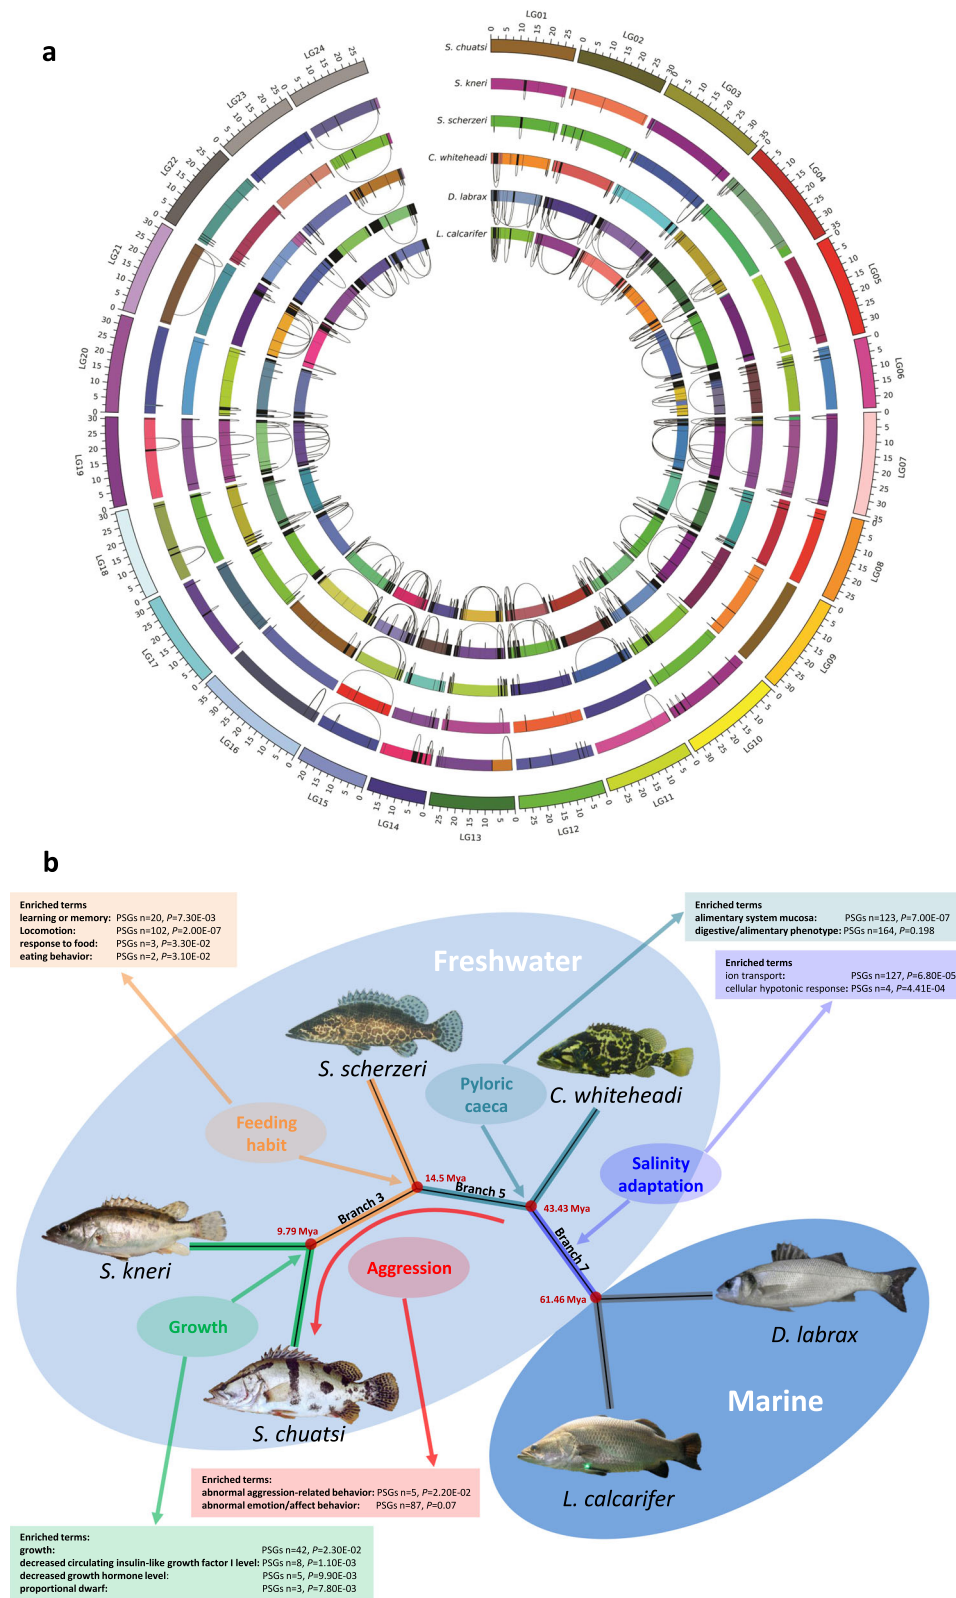 a
S. chuatsi
S. kneri
S. scherzeri
C. whiteheadi
D. labrax
L. calcarifer
LG01
LG02
LG03
LG04
LG05
LG06
LG07
LG08
LG09
LG10
LG11
LG12
LG13
LG14
LG15
LG16
LG17
LG18
LG19
LG20
LG21
LG22
LG23
LG24
b
Enriched terms
learning or memory: PSGs n=20, P=7.30E-03
Locomotion: PSGs n=102, P=2.00E-07
response to food: PSGs n=3, P=3.30E-02
eating behavior: PSGs n=2, P=3.10E-02
Enriched terms
alimentary system mucosa: PSGs n=123, P=7.00E-07
digestive/alimentary phenotype: PSGs n=164, P=0.198
Enriched terms
ion transport: PSGs n=127, P=6.80E-05
cellular hypotonic response: PSGs n=4, P=4.41E-04
Freshwater
S. scherzeri
Pyloric
caeca
C. whiteheadi
Feeding
habit
Salinity
adaptation
14.5 Mya
Branch 5
Branch 3
43.43 Mya
9.79 Mya
Branch 7
S. kneri
Aggression
61.46 Mya
Growth
D. labrax
S. chuatsi
Marine
L. calcarifer
Enriched terms:
abnormal aggression-related behavior: PSGs n=5, P=2.20E-02
abnormal emotion/affect behavior: PSGs n=87, P=0.07
Enriched terms:
growth: PSGs n=42, P=2.30E-02
decreased circulating insulin-like growth factor I level: PSGs n=8, P=1.10E-03
decreased growth hormone level: PSGs n=5, P=9.90E-03
proportional dwarf: PSGs n=3, P=7.80E-03